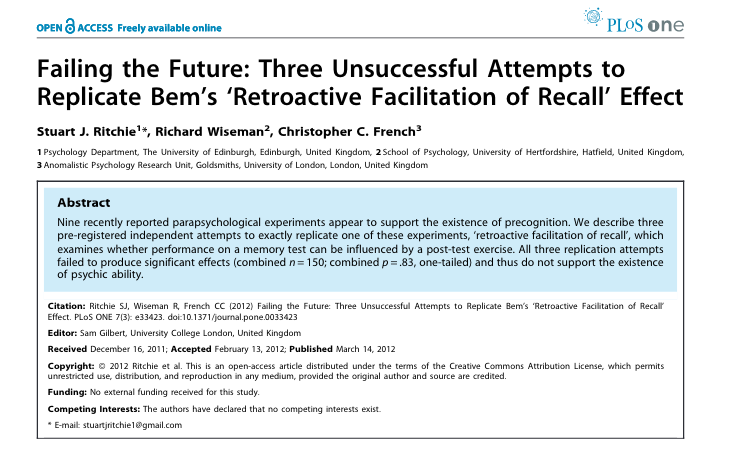 OPEN ACCESS Freely available online
PLoS one
Failing the Future: Three Unsuccessful Attempts to
Replicate Bem's 'Retroactive Facilitation of Recall' Effect
Stuart J. Ritchie1*, Richard Wiseman2, Christopher C. French3
1 Psychology Department, The University of Edinburgh, Edinburgh, United Kingdom, 2 School of Psychology, University of Hertfordshire, Hatfield, United Kingdom,
3 Anomalistic Psychology Research Unit, Goldsmiths, University of London, London, United Kingdom
Abstract
Nine recently reported parapsychological experiments appear to support the existence of precognition. We describe three
pre-registered independent attempts to exactly replicate one of these experiments, 'retroactive facilitation of recall', which
examines whether performance on a memory test can be influenced by a post-test exercise. All three replication attempts
failed to produce significant effects (combined n = 150; combined p = .83, one-tailed) and thus do not support the existence
of psychic ability.
Citation: Ritchie SJ, Wiseman R, French CC (2012) Failing the Future: Three Unsuccessful Attempts to Replicate Bem's 'Retroactive Facilitation of Recall'
Effect. PLoS ONE 7(3): e33423. doi:10.1371/journal.pone.0033423
Editor: Sam Gilbert, University College London, United Kingdom
Received December 16, 2011; Accepted February 13, 2012; Published March 14, 2012
Copyright: © 2012 Ritchie et al. This is an open-access article distributed under the terms of the Creative Commons Attribution License, which permits
unrestricted use, distribution, and reproduction in any medium, provided the original author and source are credited.
Funding: No external funding received for this study.
Competing Interests: The authors have declared that no competing interests exist.
* E-mail: stuartjritchie1@gmail.com